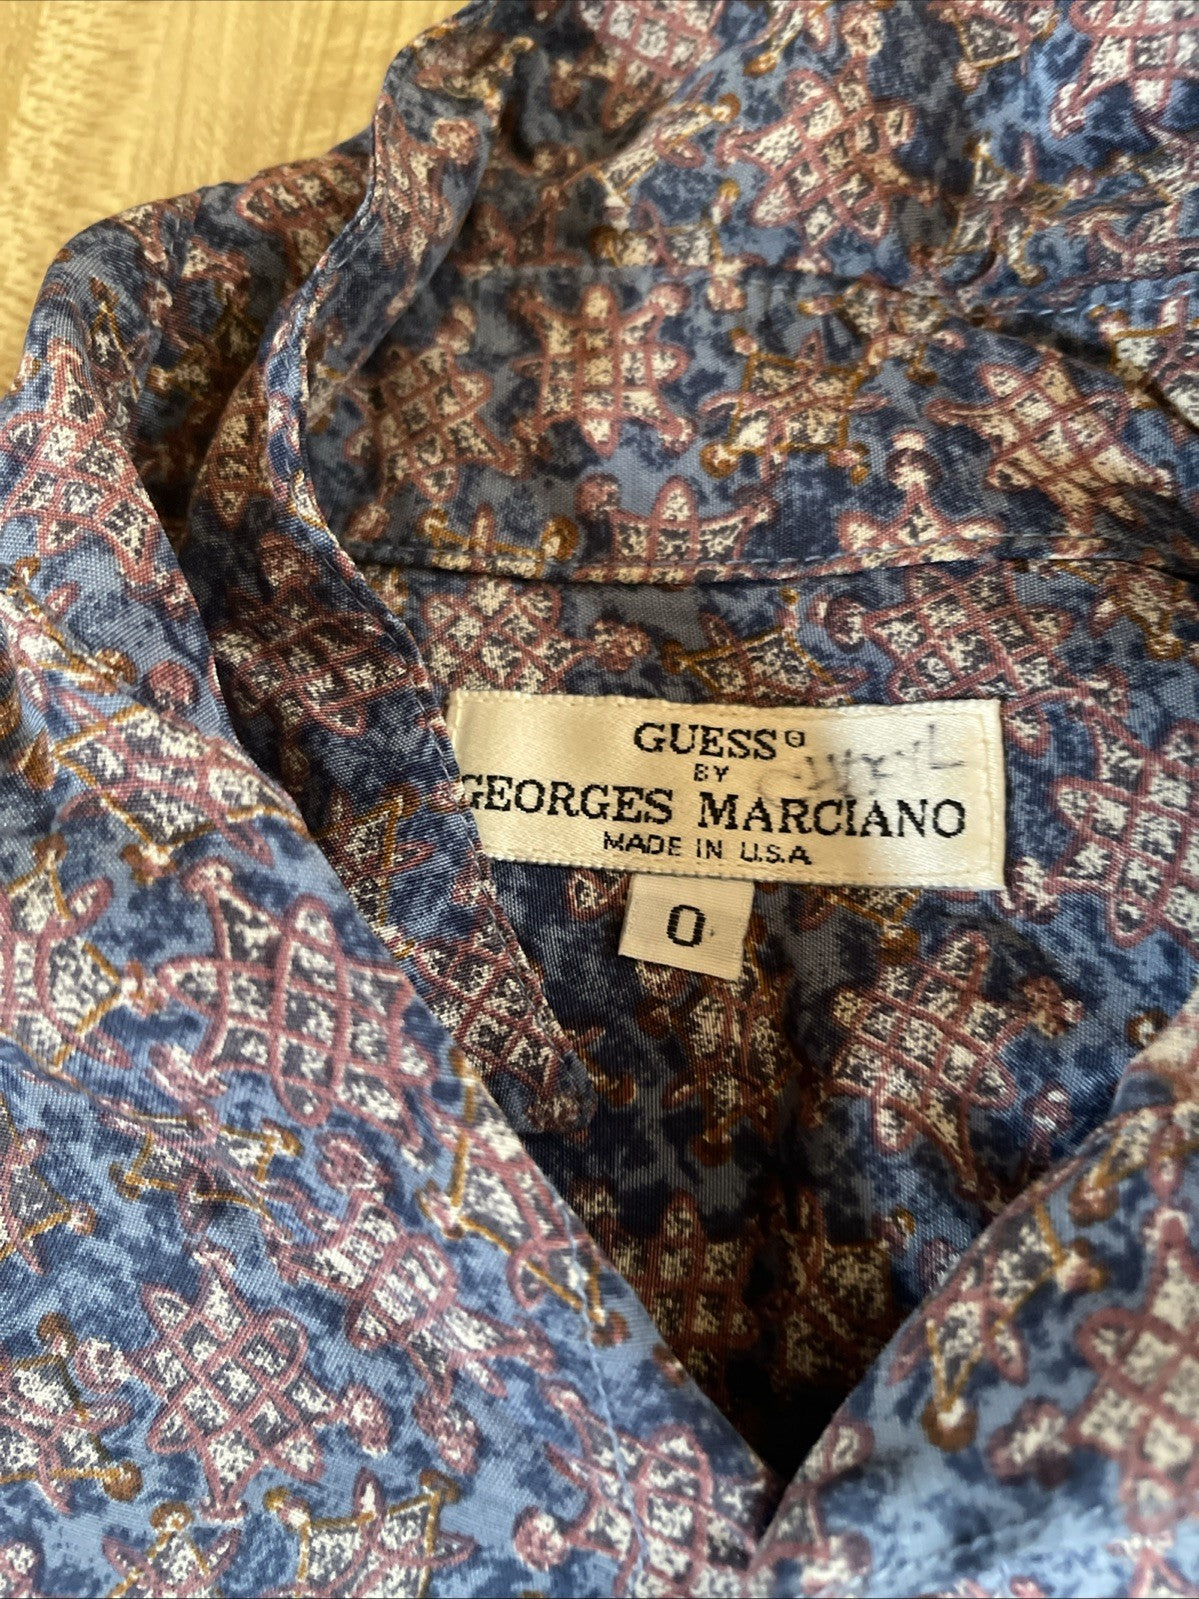 GUESS®
BY
GEORGES MARCIANO
MADE IN U.S.A
0